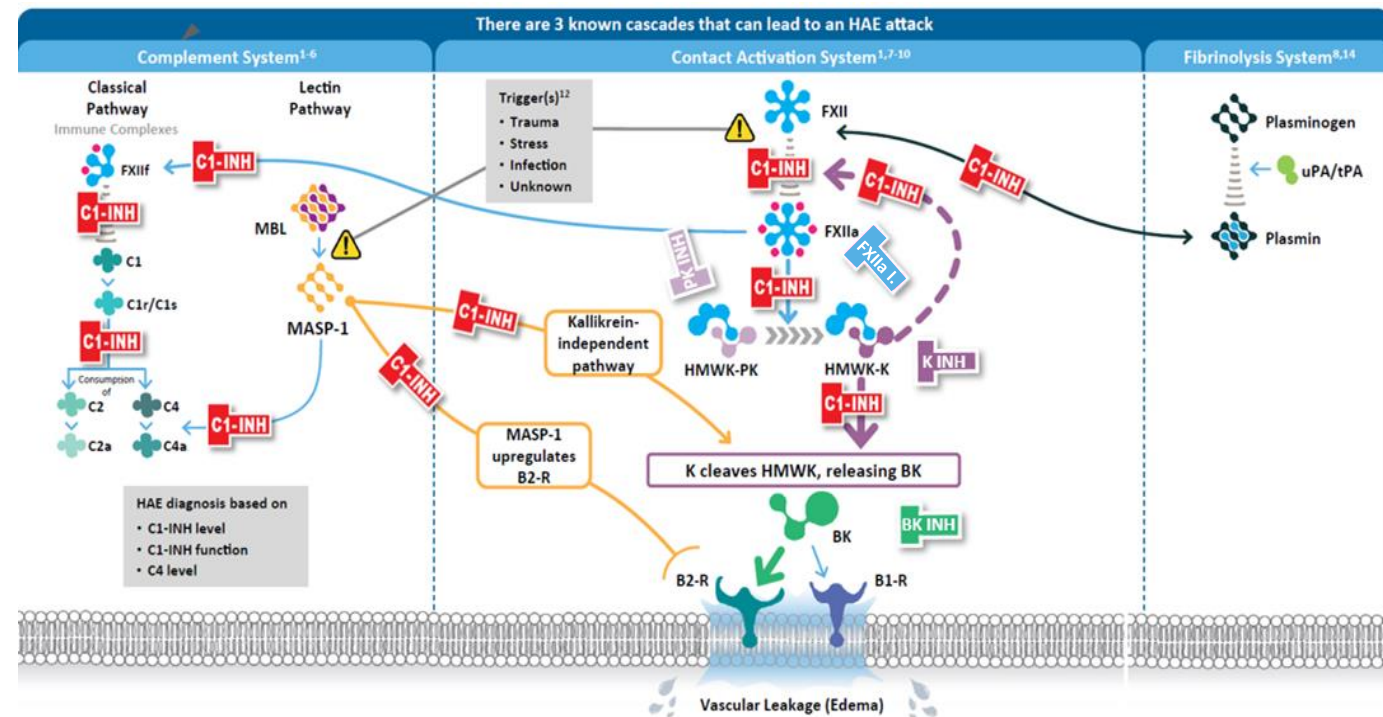 There are 3 known cascades that can lead to an HAE attack
Complement System1-6
Classical
Pathway
Immune Complexes
FXIIf
C1-INH
C1-INH
C1
C1r/C1s
C1-INH
Consumption
of
C2
C4
C2a
C4a
Lectin
Pathway
MBL
MASP-1
C1-INH
HAE diagnosis based on
• C1-INH level
• C1-INH function
• C4 level
Contact Activation System1,7-10
Trigger(s)12
• Trauma
• Stress
• Infection
• Unknown
FXII
C1-INH
C1-INH
FXIIa
FXIIa I.
PK INH
C1-INH
HMWK-PK
HMWK-K
K INH
C1-INH
C1-INH
Kallikrein-
independent
pathway
C1-INH
MASP-1
upregulates
B2-R
K cleaves HMWK, releasing BK
BK
BK INH
B2-R
B1-R
Vascular Leakage (Edema)
Fibrinolysis System8,14
C1-INH
Plasminogen
uPA/tPA
Plasmin